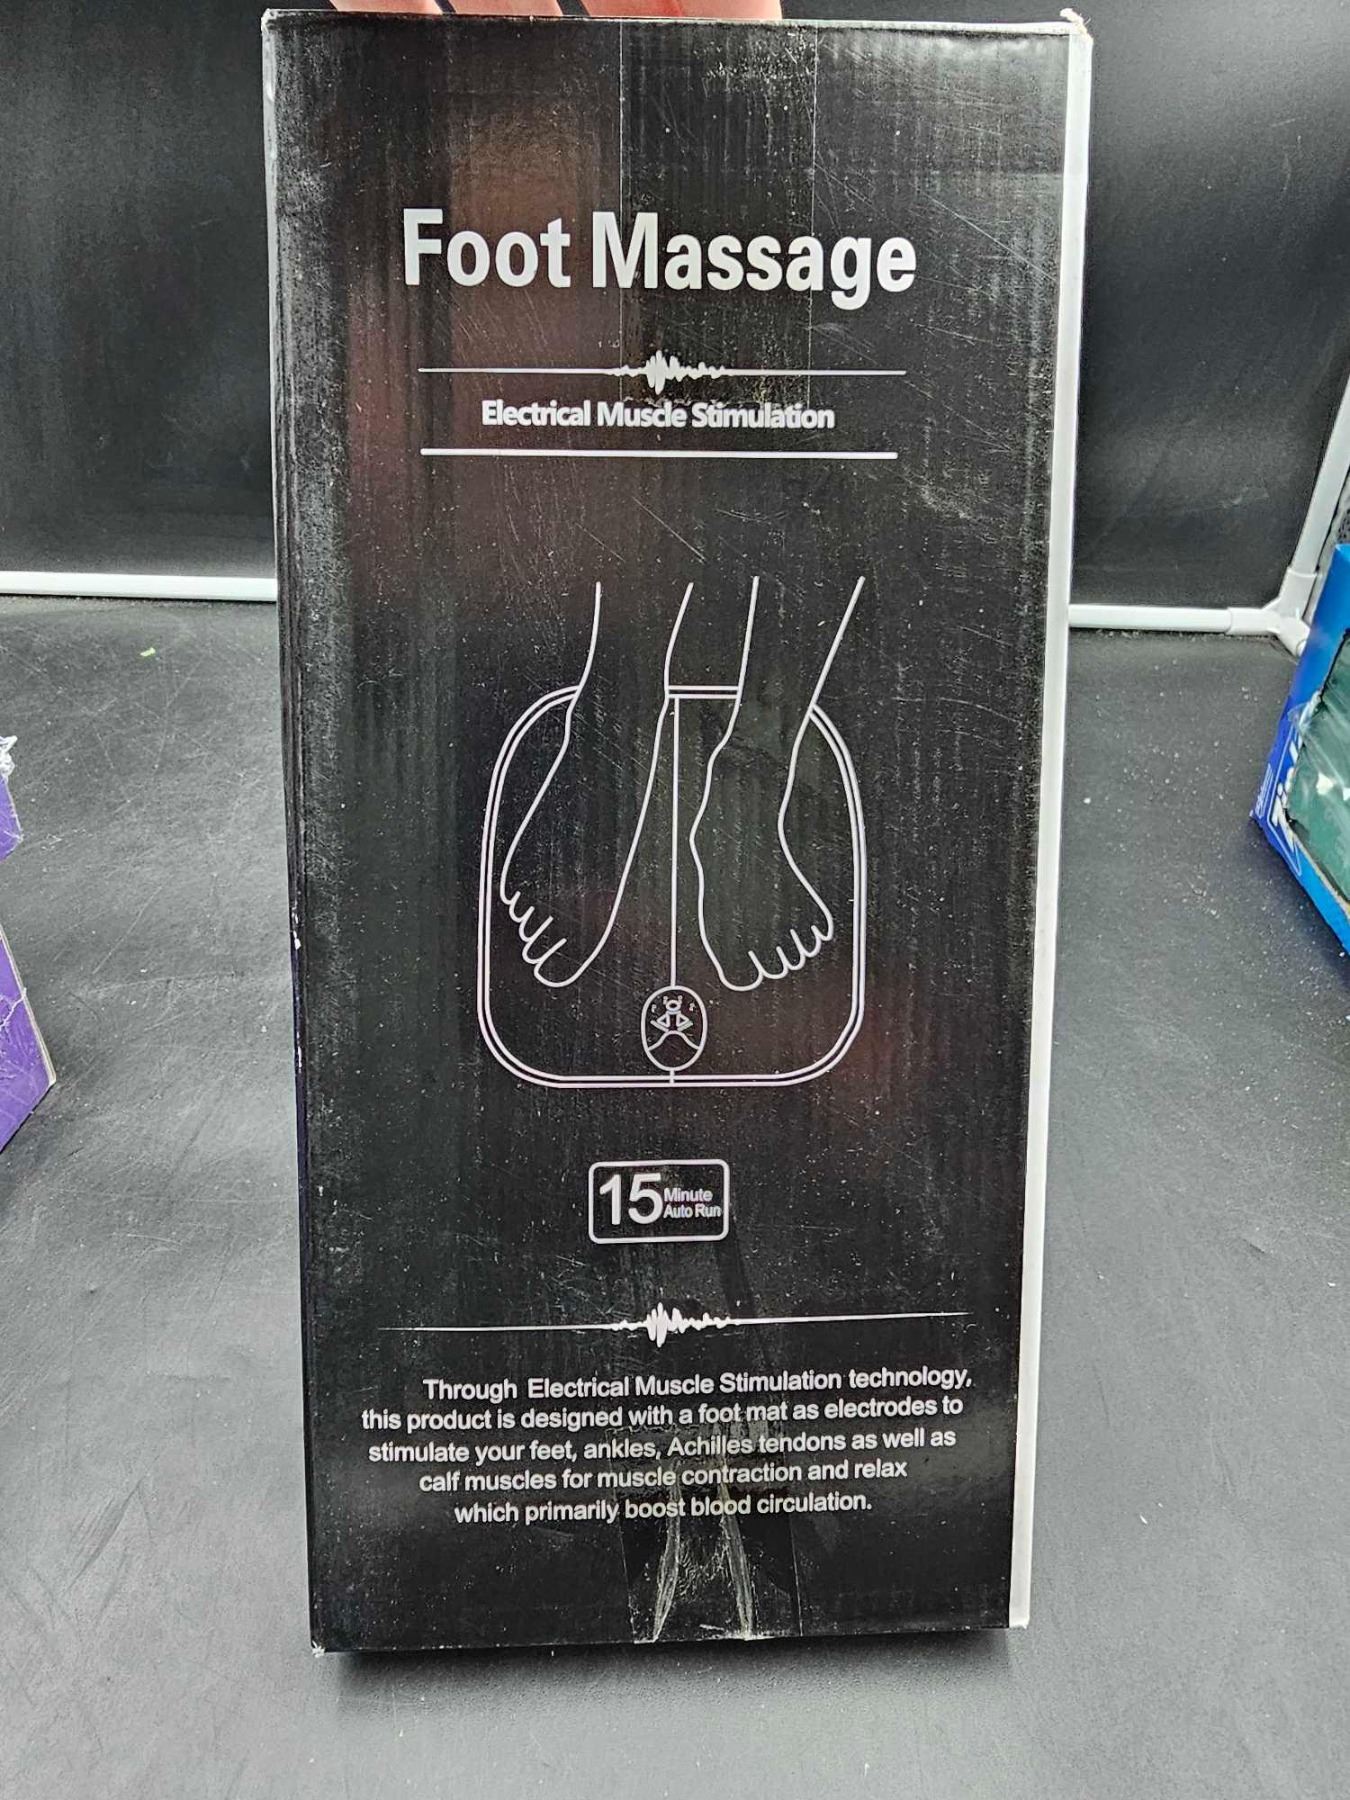 Foot Massage
Electrical Muscle Stimulation
15 Minute
Auto Run
Through Electrical Muscle Stimulation technology,
this product is designed with a foot mat as electrodes to
stimulate your feet, ankles, Achilles tendons as well as
calf muscles for muscle contraction and relax
which primarily boost blood circulation.